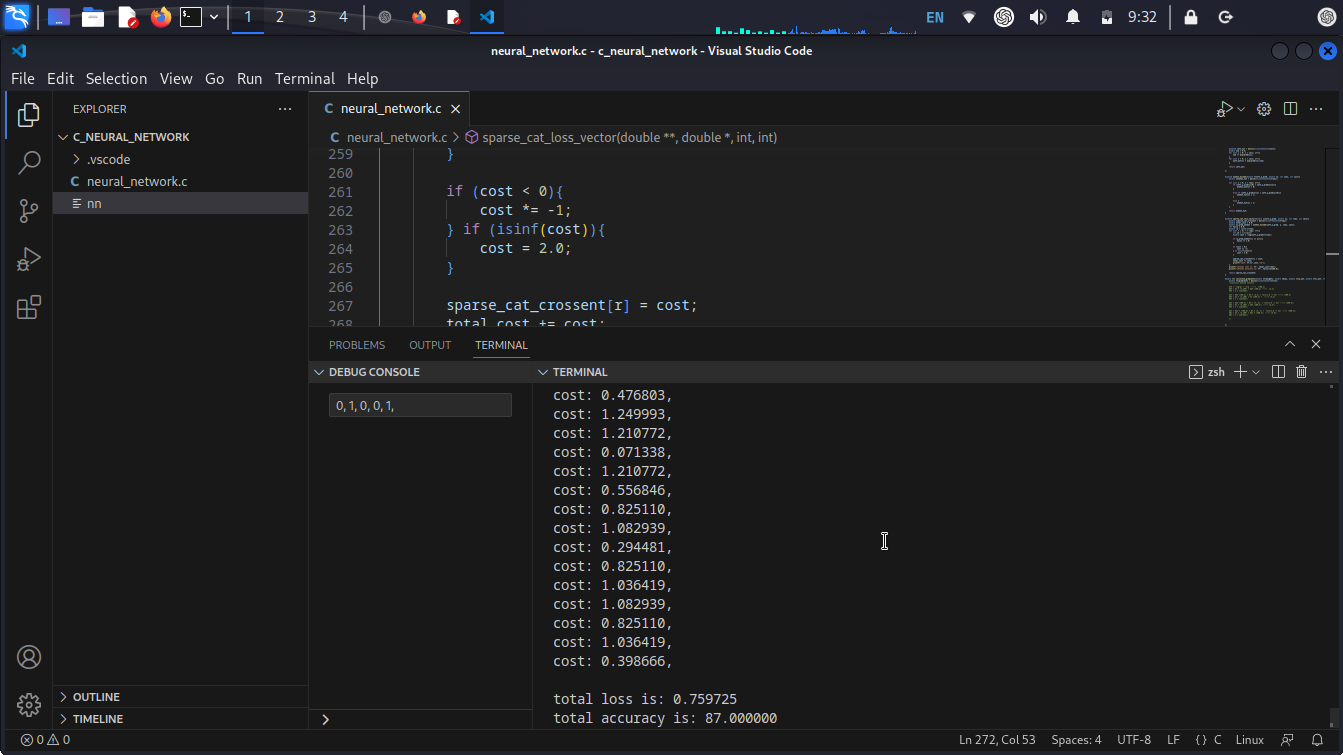 1 2 3 4 EN 9:32
neural_network.c - c_neural_network - Visual Studio Code
File Edit Selection View Go Run Terminal Help
EXPLORER
C_NEURAL_NETWORK
.vscode
neural_network.c
nn
OUTLINE
TIMELINE
C neural_network.c
C neural_network.c > sparse_cat_loss_vector(double **, double *, int, int)
259 }
260
261 if (cost < 0){
262 cost *= -1;
263 } if (isinf(cost)){
264 cost = 2.0;
265 }
266
267 sparse_cat_crossent[r] = cost;
268 total_cost += cost;
PROBLEMS OUTPUT TERMINAL
DEBUG CONSOLE
0, 1, 0, 0, 1,
TERMINAL
zsh
cost: 0.476803,
cost: 1.249993,
cost: 1.210772,
cost: 0.071338,
cost: 1.210772,
cost: 0.556846,
cost: 0.825110,
cost: 1.082939,
cost: 0.294481,
cost: 0.825110,
cost: 1.036419,
cost: 1.082939,
cost: 0.825110,
cost: 1.036419,
cost: 0.398666,
total loss is: 0.759725
total accuracy is: 87.000000
0 0
Ln 272, Col 53 Spaces: 4 UTF-8 LF {} C Linux